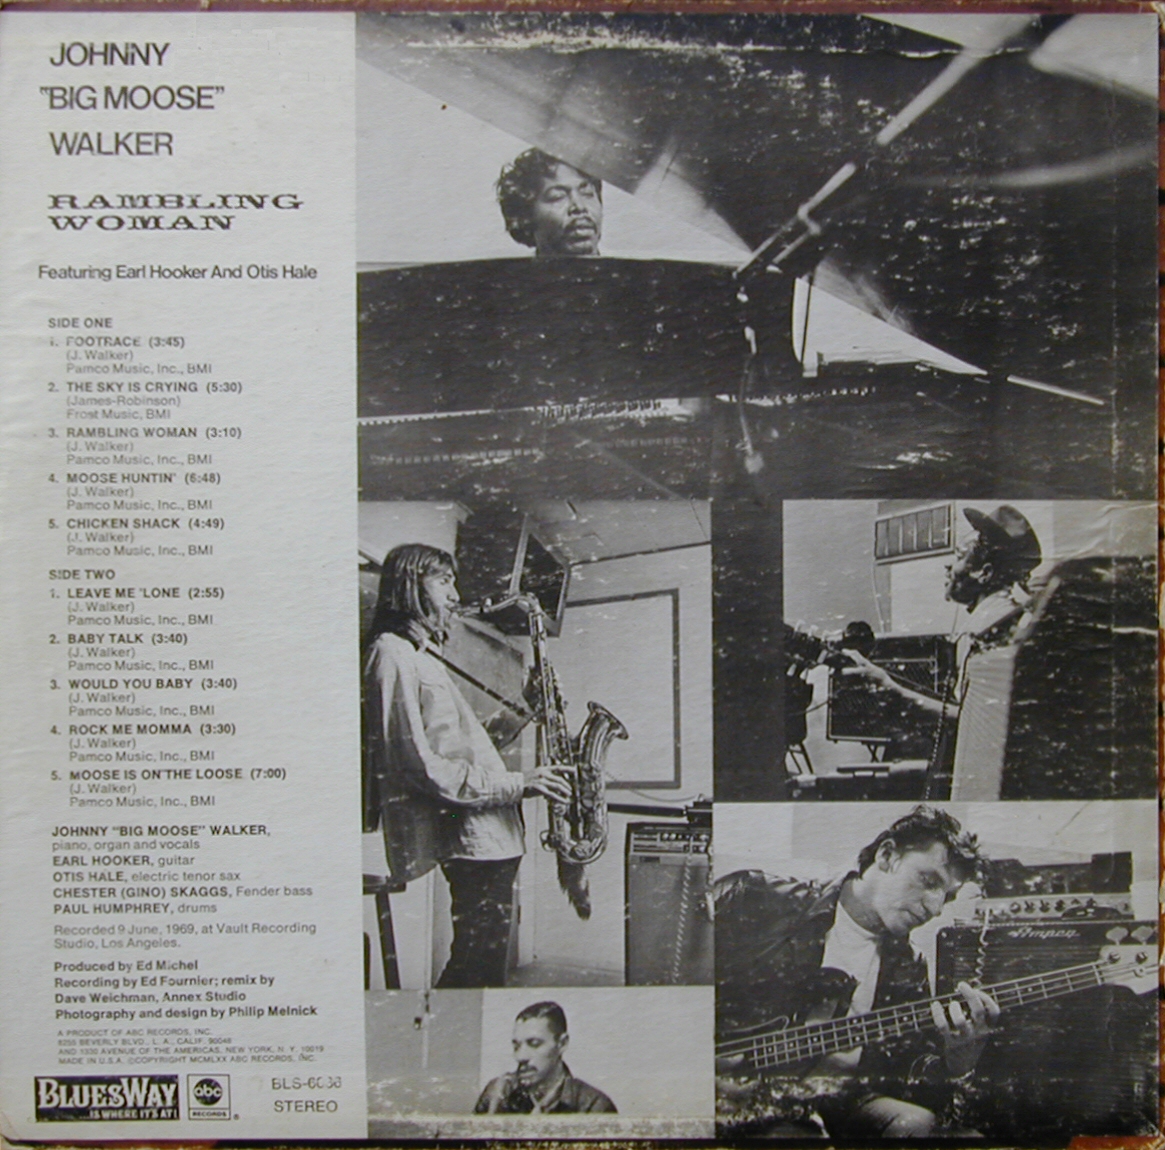 JOHNNY
"BIG MOOSE"
WALKER
RAMBLING
WOMAN
Featuring Earl Hooker And Otis Hale
SIDE ONE
1. FOOTRACE (3:45)
(J. Walker)
Pamco Music, Inc., BMI
2. THE SKY IS CRYING (5:30)
(James-Robinson)
Frost Music, BMI
3. RAMBLING WOMAN (3:10)
(J. Walker)
Pamco Music, Inc., BMI
4. MOOSE HUNTIN' (6:48)
(J. Walker)
Pamco Music, Inc., BMI
5. CHICKEN SHACK (4:49)
(J. Walker)
Pamco Music, Inc., BMI
SIDE TWO
1. LEAVE ME 'LONE (2:55)
(J. Walker)
Pamco Music, Inc., BMI
2. BABY TALK (3:40)
(J. Walker)
Pamco Music, Inc., BMI
3. WOULD YOU BABY (3:40)
(J. Walker)
Pamco Music, Inc., BMI
4. ROCK ME MOMMA (3:30)
(J. Walker)
Pamco Music, Inc., BMI
5. MOOSE IS ON THE LOOSE (7:00)
(J. Walker)
Pamco Music, Inc., BMI
JOHNNY "BIG MOOSE" WALKER,
piano, organ and vocals
EARL HOOKER, guitar
OTIS HALE, electric tenor sax
CHESTER (GINO) SKAGGS, Fender bass
PAUL HUMPHREY, drums
Recorded 9 June, 1969, at Vault Recording
Studio, Los Angeles.
Produced by Ed Michel
Recording by Ed Fournier; remix by
Dave Weichman, Annex Studio
Photography and design by Philip Melnick
A PRODUCT OF ABC RECORDS, INC.
8255 BEVERLY BLVD., L. A., CALIF. 90048
AND 1330 AVENUE OF THE AMERICAS, NEW YORK, N. Y. 10019
MADE IN U.S.A. ©COPYRIGHT MCMLXX ABC RECORDS, INC.
BLUESWAY
...IS WHERE IT'S AT!
abc
RECORDS ®
BLS-6036
STEREO
Ampeg